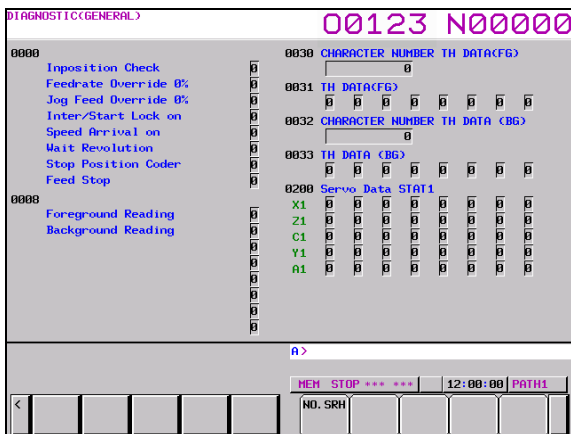 DIAGNOSTIC(GENERAL) O0123 N00000
0000
Inposition Check 0
Feedrate Override 0% 0
Jog Feed Override 0% 0
Inter/Start Lock on 0
Speed Arrival on 0
Wait Revolution 0
Stop Position Coder 0
Feed Stop 0
0008
Foreground Reading 0
Background Reading 0
0
0
0
0
0
0
0030 CHARACTER NUMBER TH DATA(FG)
0
0031 TH DATA(FG)
0 0 0 0 0 0 0 0
0032 CHARACTER NUMBER TH DATA (BG)
0
0033 TH DATA (BG)
0 0 0 0 0 0 0 0
0200 Servo Data STAT1
X1 0 0 0 0 0 0 0 0
Z1 0 0 0 0 0 0 0 0
C1 0 0 0 0 0 0 0 0
Y1 0 0 0 0 0 0 0 0
A1 0 0 0 0 0 0 0 0
A>
MEM STOP *** *** 12:00:00 PATH1
< NO.SRH